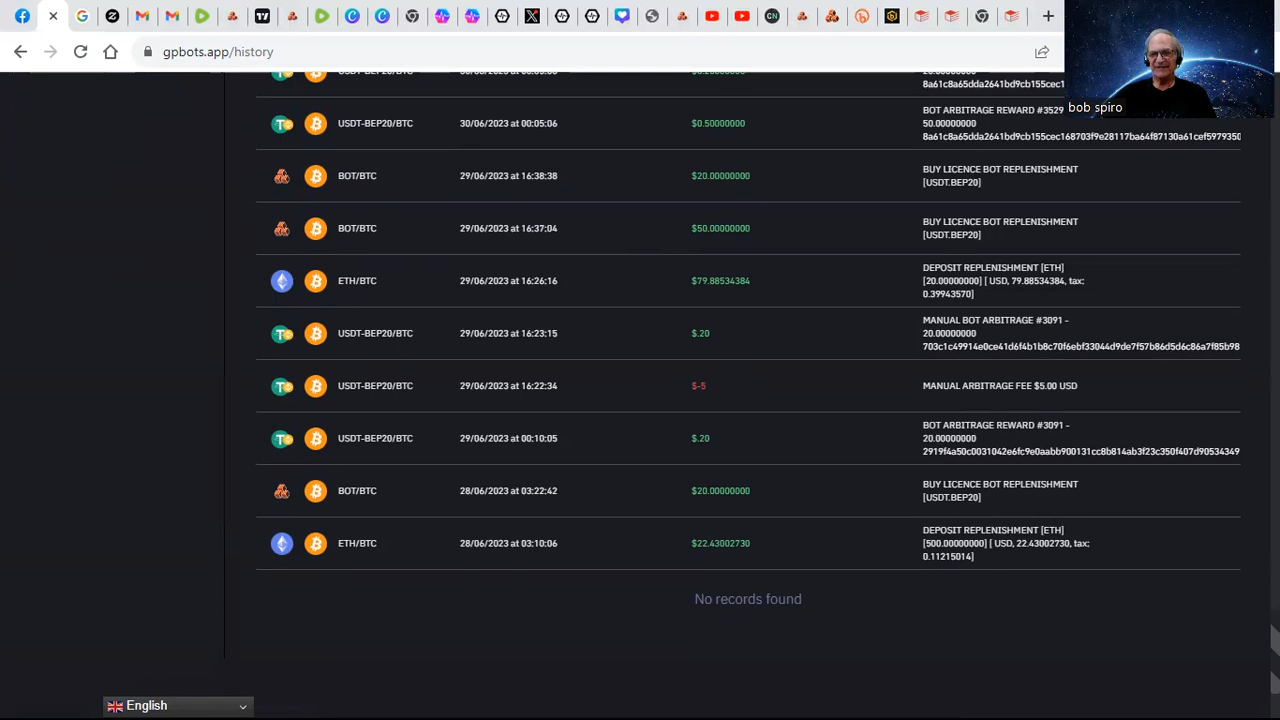 gpbots.app/history
bob spiro
8a61c8a65dda2641bd9cb155cec1
USDT-BEP20/BTC 30/06/2023 at 00:05:06 $0.50000000 BOT ARBITRAGE REWARD #3529
50.00000000
8a61c8a65dda2641bd9cb155cec168703f9e28117ba64f87130a61cef5979350
BOT/BTC 29/06/2023 at 16:38:38 $20.00000000 BUY LICENCE BOT REPLENISHMENT
[USDT.BEP20]
BOT/BTC 29/06/2023 at 16:37:04 $50.00000000 BUY LICENCE BOT REPLENISHMENT
[USDT.BEP20]
ETH/BTC 29/06/2023 at 16:26:16 $79.88534384 DEPOSIT REPLENISHMENT [ETH]
[20.00000000] [ USD, 79.88534384, tax:
0.39943570]
USDT-BEP20/BTC 29/06/2023 at 16:23:15 $.20 MANUAL BOT ARBITRAGE #3091 -
20.00000000
703c1c49914e0ce41d6f4b1b8c70f6ebf33044d9de7f57b86d5d6c86a7f85b98
USDT-BEP20/BTC 29/06/2023 at 16:22:34 $-5 MANUAL ARBITRAGE FEE $5.00 USD
USDT-BEP20/BTC 29/06/2023 at 00:10:05 $.20 BOT ARBITRAGE REWARD #3091 -
20.00000000
2919f4a50c0031042e6fc9e0aabb900131cc8b814ab3f23c350f407d90534349
BOT/BTC 28/06/2023 at 03:22:42 $20.00000000 BUY LICENCE BOT REPLENISHMENT
[USDT.BEP20]
ETH/BTC 28/06/2023 at 03:10:06 $22.43002730 DEPOSIT REPLENISHMENT [ETH]
[500.00000000] [ USD, 22.43002730, tax:
0.11215014]
No records found
English